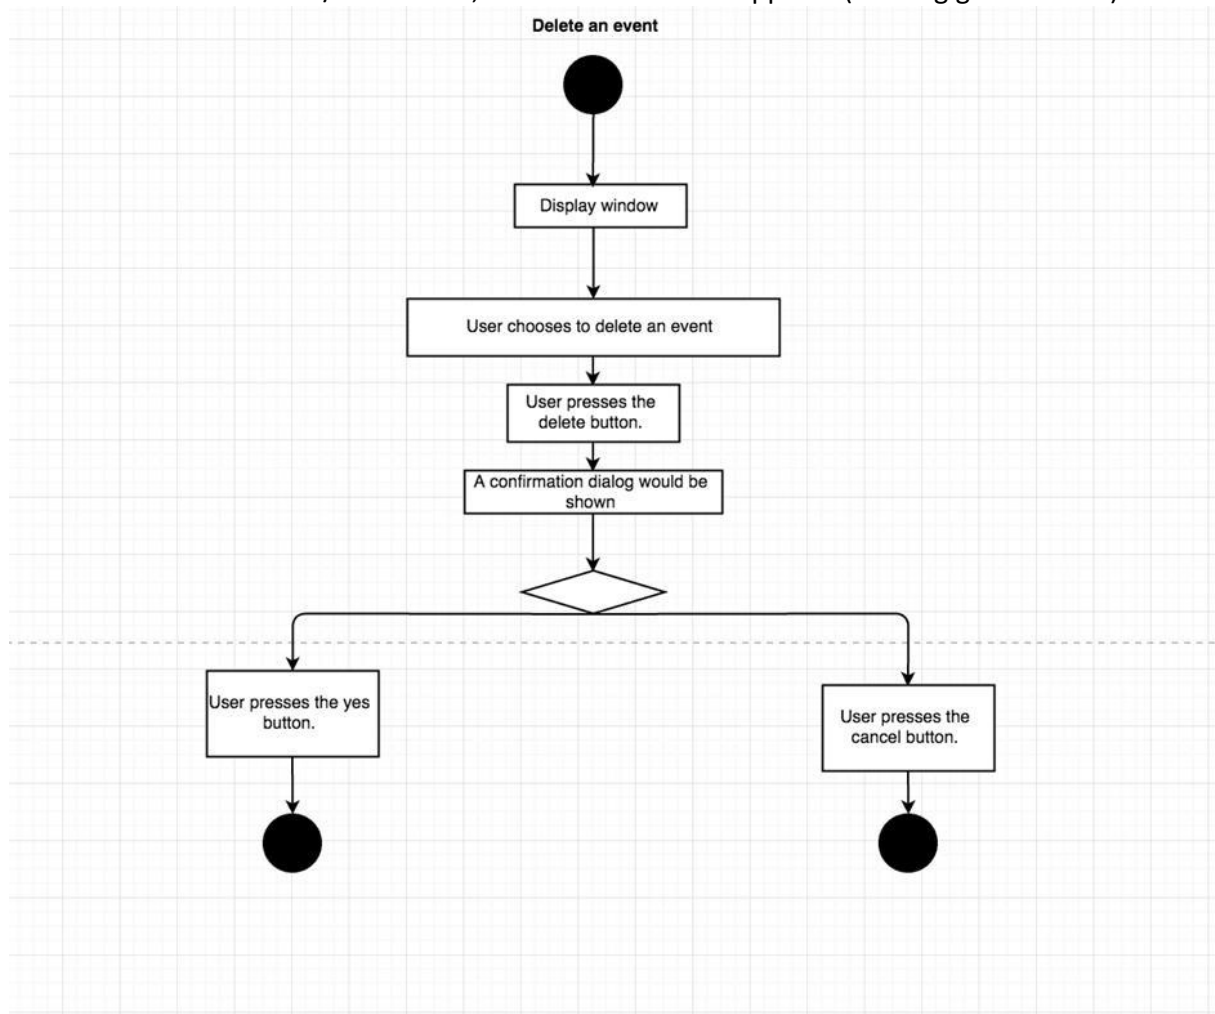 Delete an event
Display window
User chooses to delete an event
User presses the
delete button.
A confirmation dialog would be
shown
User presses the yes
button.
User presses the
cancel button.